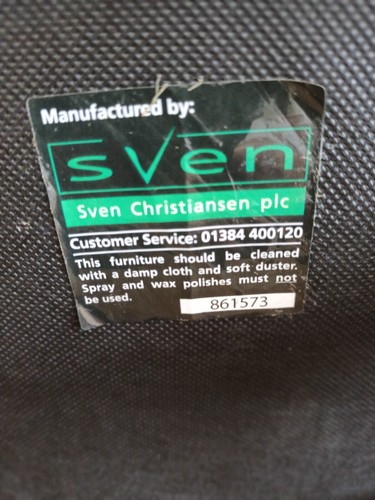 Manufactured by:
sven
Sven Christiansen plc
Customer Service: 01384 400120
This furniture should be cleaned
with a damp cloth and soft duster.
Spray and wax polishes must not
be used.
861573